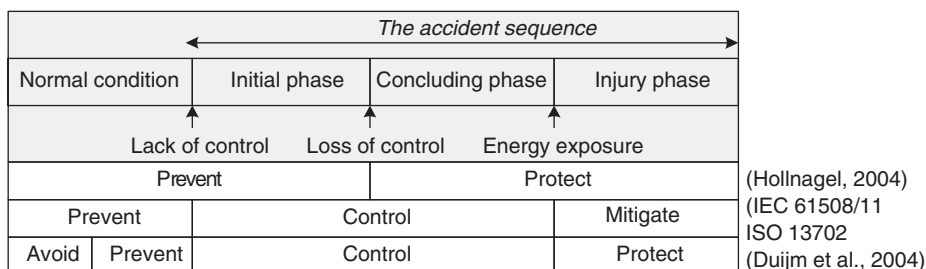 The accident sequence
Normal condition Initial phase Concluding phase Injury phase
Lack of control Loss of control Energy exposure
Prevent Protect (Hollnagel, 2004)
Prevent Control Mitigate (IEC 61508/11
ISO 13702
Avoid Prevent Control Protect (Duijm et al., 2004)